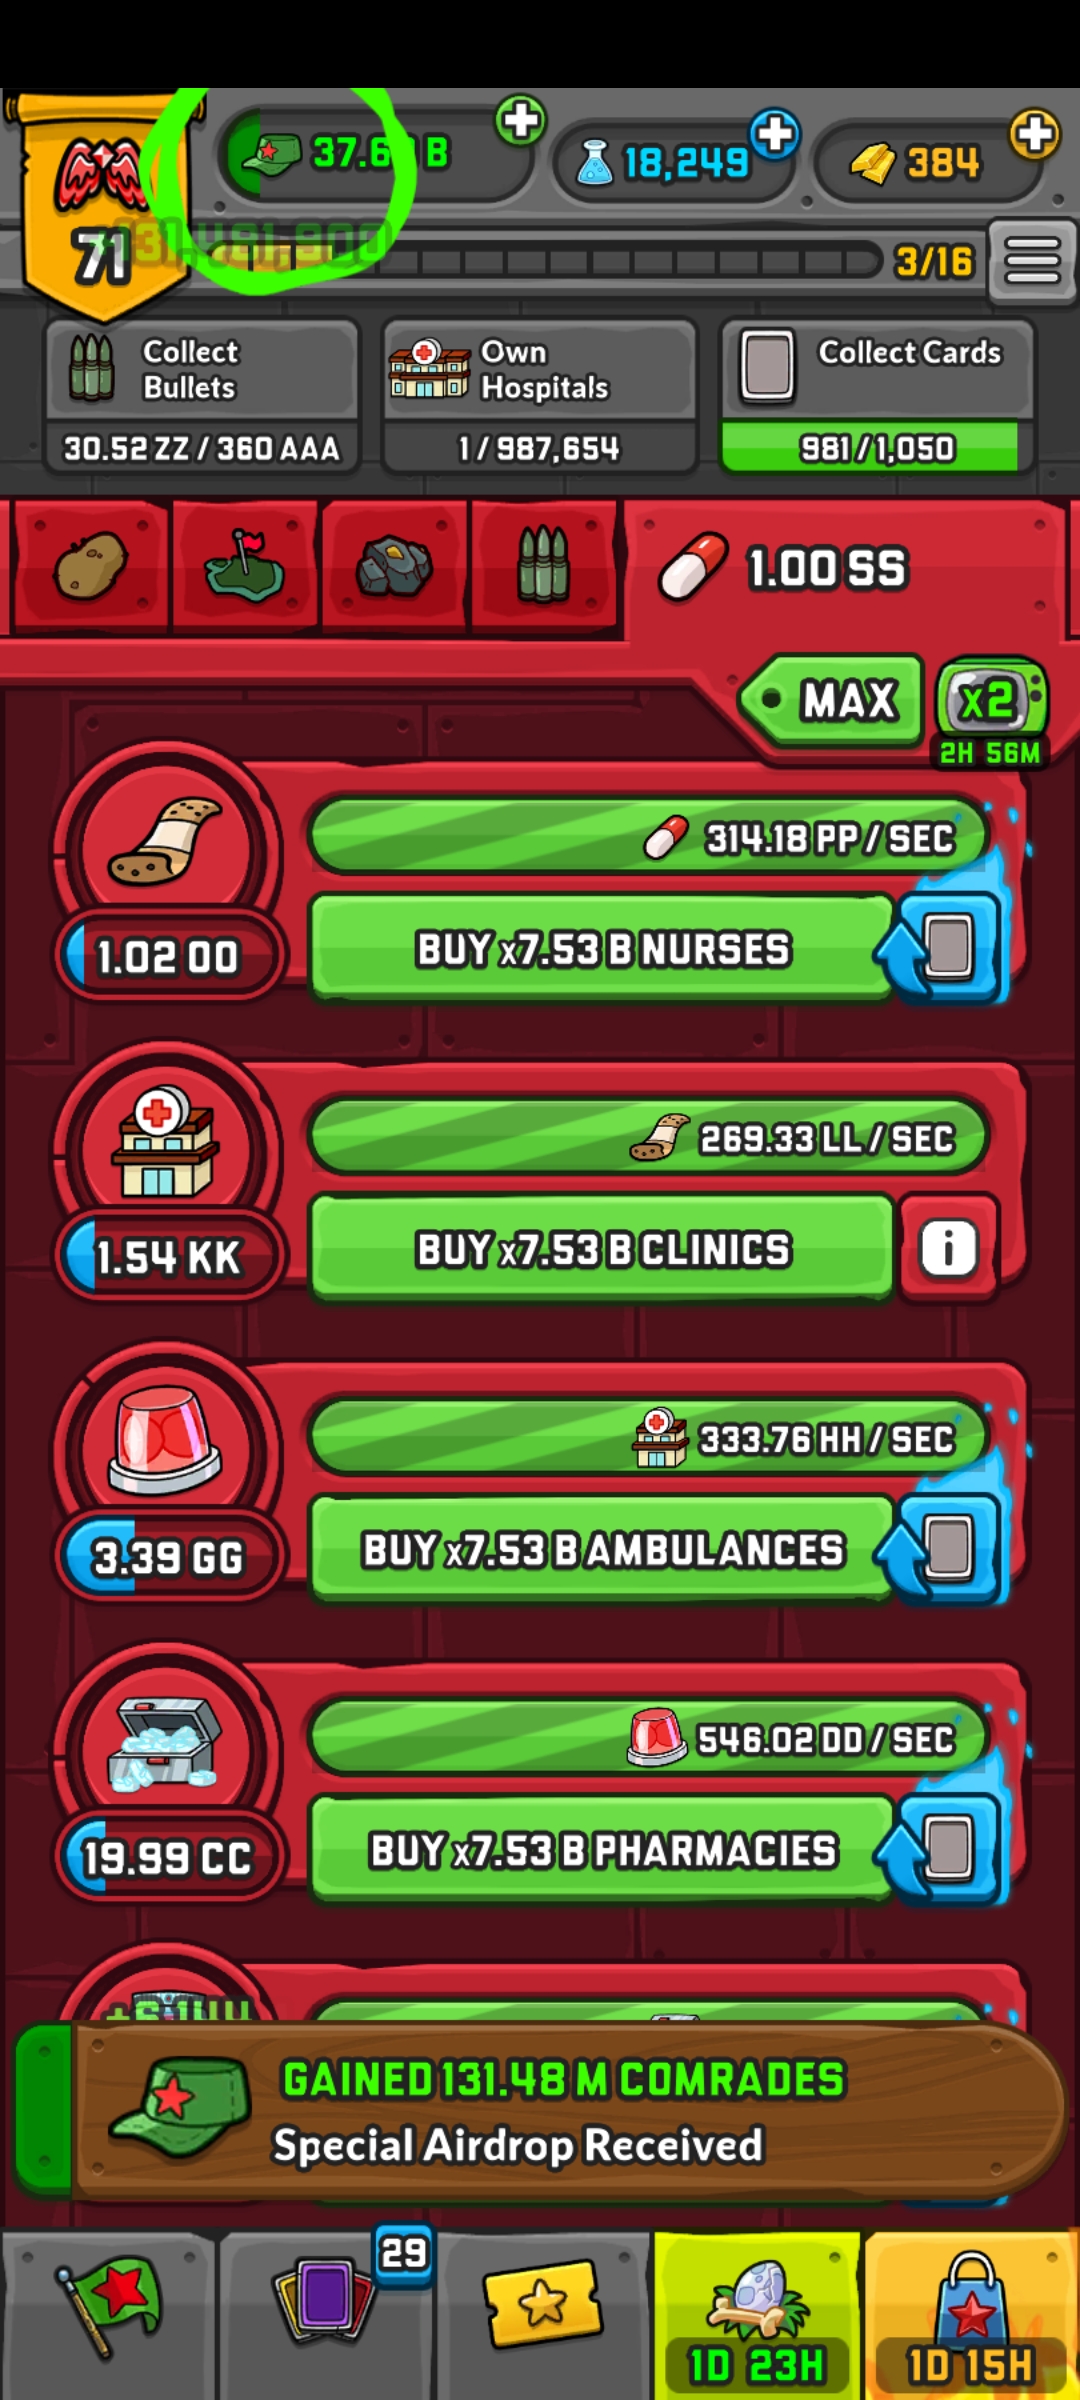 37.6 B
18,249
384
71
131,481,900
3/16
Collect
Bullets
30.52 ZZ / 360 AAA
Own
Hospitals
1 / 987,654
Collect Cards
981/1,050
1.00 SS
MAX
x2
2H 56M
314.18 PP / SEC
1.02 OO
BUY x7.53 B NURSES
269.33 LL / SEC
1.54 KK
BUY x7.53 B CLINICS
i
333.76 HH / SEC
3.39 GG
BUY x7.53 B AMBULANCES
546.02 DD / SEC
19.99 CC
BUY x7.53 B PHARMACIES
GAINED 131.48 M COMRADES
Special Airdrop Received
29
1D 23H
1D 15H